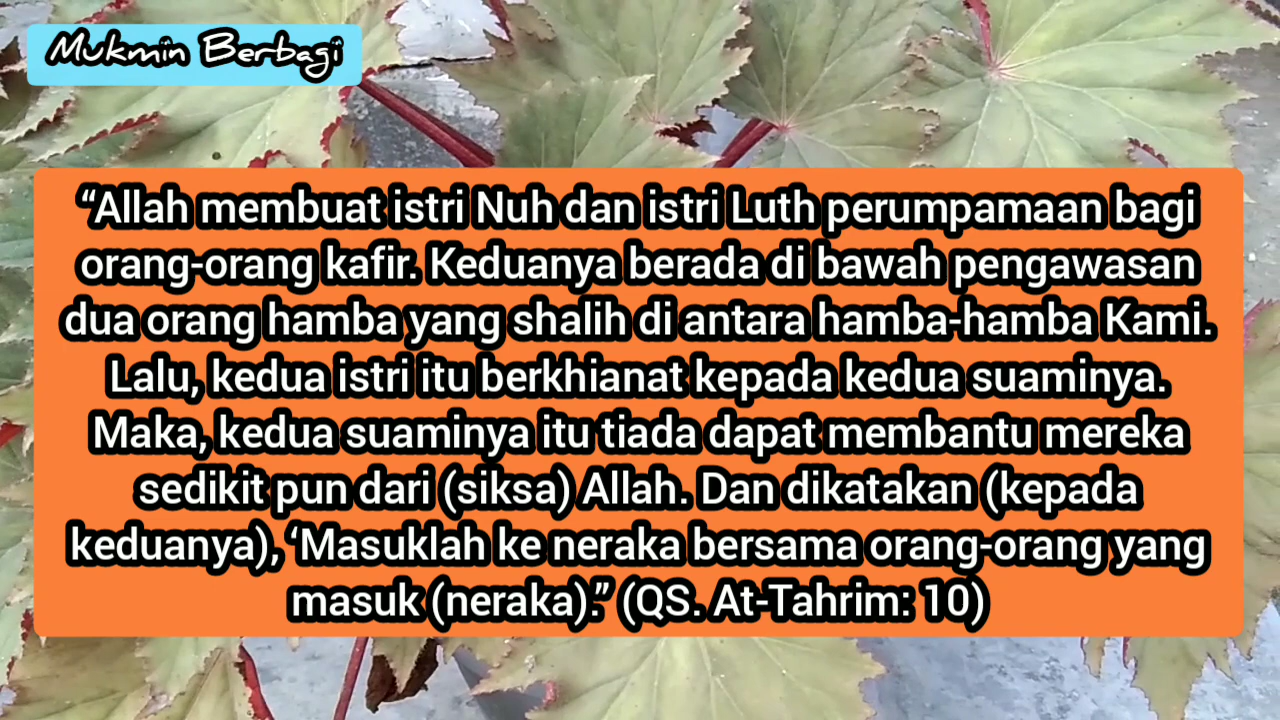 Mukmin Berbagi
“Allah membuat istri Nuh dan istri Luth perumpamaan bagi
orang-orang kafir. Keduanya berada di bawah pengawasan
dua orang hamba yang shalih di antara hamba-hamba Kami.
Lalu, kedua istri itu berkhianat kepada kedua suaminya.
Maka, kedua suaminya itu tiada dapat membantu mereka
sedikit pun dari (siksa) Allah. Dan dikatakan (kepada
keduanya), ‘Masuklah ke neraka bersama orang-orang yang
masuk (neraka).” (QS. At-Tahrim: 10)